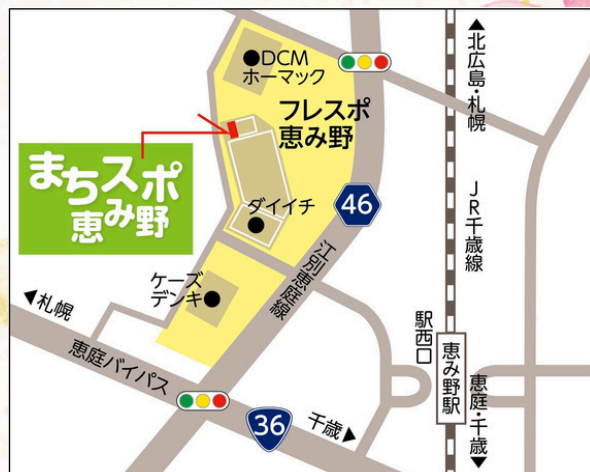 DCM
ホーマック
フレスポ
恵み野
まちスポ
恵み野
ダイイチ
46
江別恵庭線
ケーズ
デンキ
◀札幌
恵庭バイパス
36
千歳▶
▲北広島・札幌
JR千歳線
駅西口
恵み野駅
恵庭・千歳▼